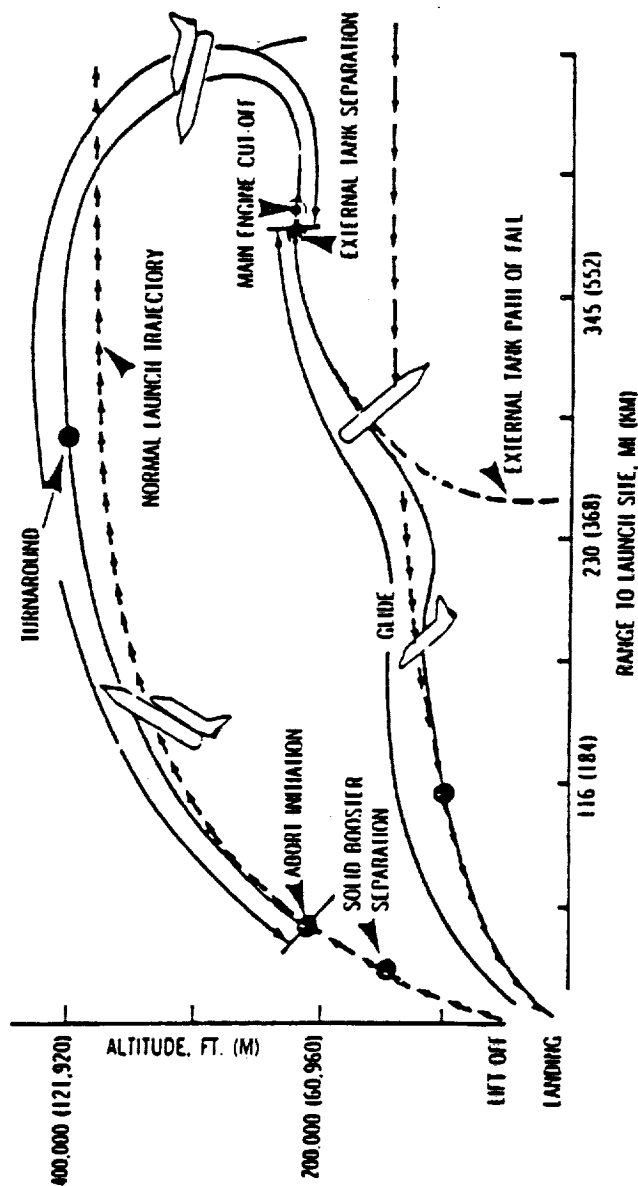 400,000 (121,920)
ALTITUDE, FT. (M)
200,000 (60,960)
LIFT OFF
LANDING
TURNAROUND
NORMAL LAUNCH TRAJECTORY
ABORT INITIATION
SOLID BOOSTER
SEPARATION
MAIN ENGINE CUT-OFF
EXTERNAL TANK SEPARATION
GLIDE
EXTERNAL TANK PATH OF FALL
116 (184)
230 (368)
345 (552)
RANGE TO LAUNCH SITE, MI (KM)